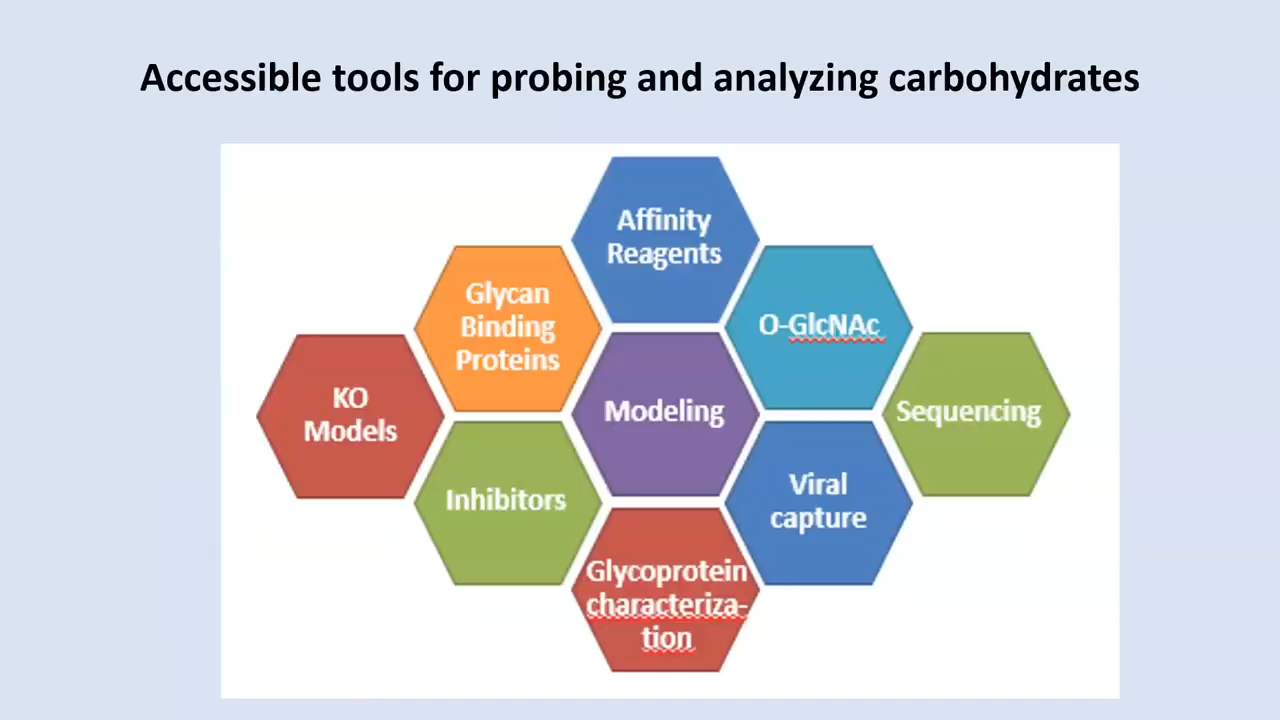 Accessible tools for probing and analyzing carbohydrates
Affinity
Reagents
Glycan
Binding
Proteins
O-GlcNAc
KO
Models
Modeling
Sequencing
Inhibitors
Viral
capture
Glycoprotein
characteriza-
tion